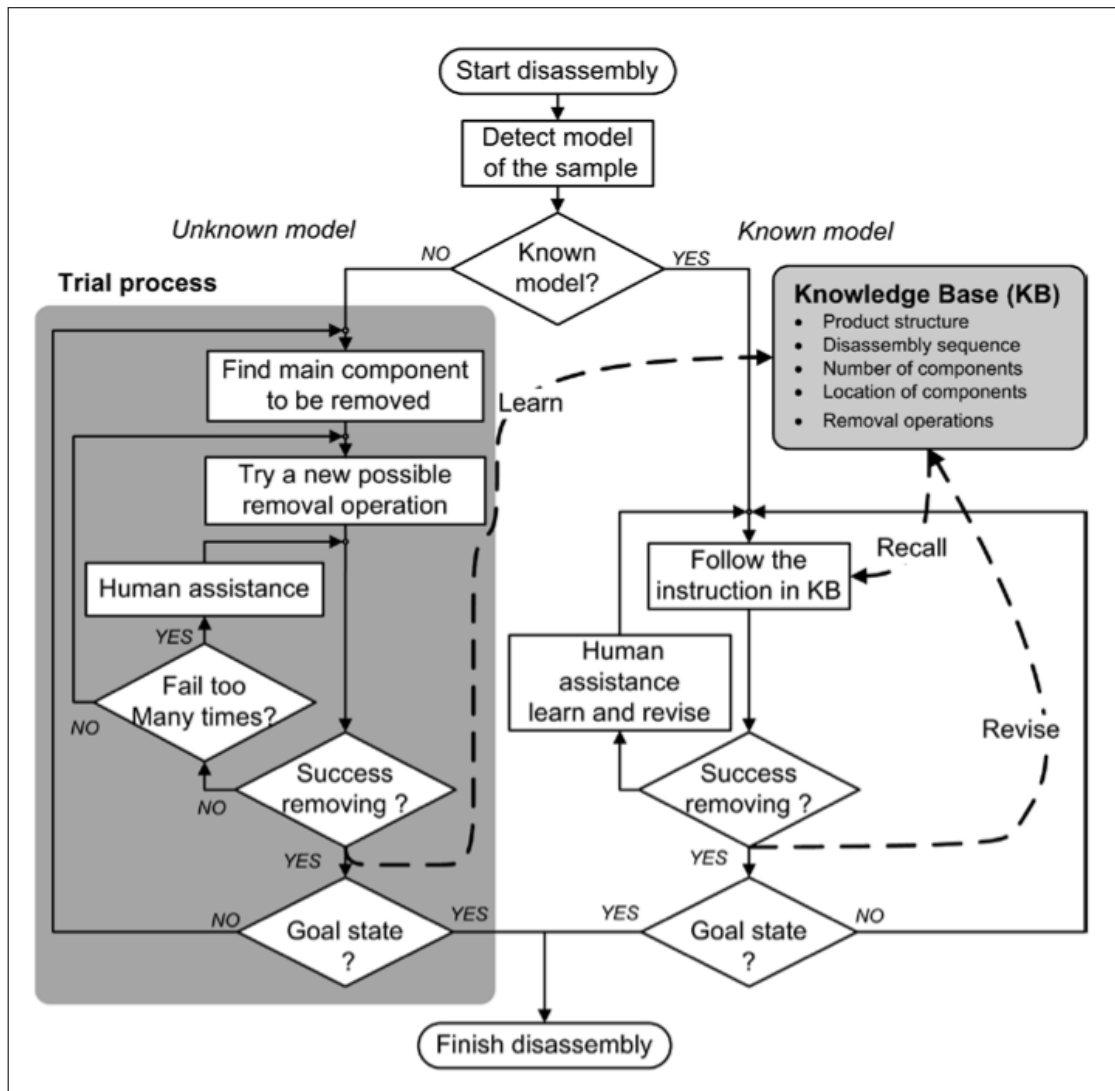 Start disassembly
Detect model
of the sample
Unknown model
Known model
NO
Known
model?
YES
Trial process
Knowledge Base (KB)
• Product structure
• Disassembly sequence
• Number of components
• Location of components
• Removal operations
Find main component
to be removed
Learn
Try a new possible
removal operation
Human assistance
Recall
Follow the
instruction in KB
YES
Fail too
Many times?
NO
Human
assistance
learn and revise
Revise
Success
removing ?
NO
Success
removing ?
YES
YES
NO
Goal state
?
YES
YES
Goal state
?
NO
Finish disassembly